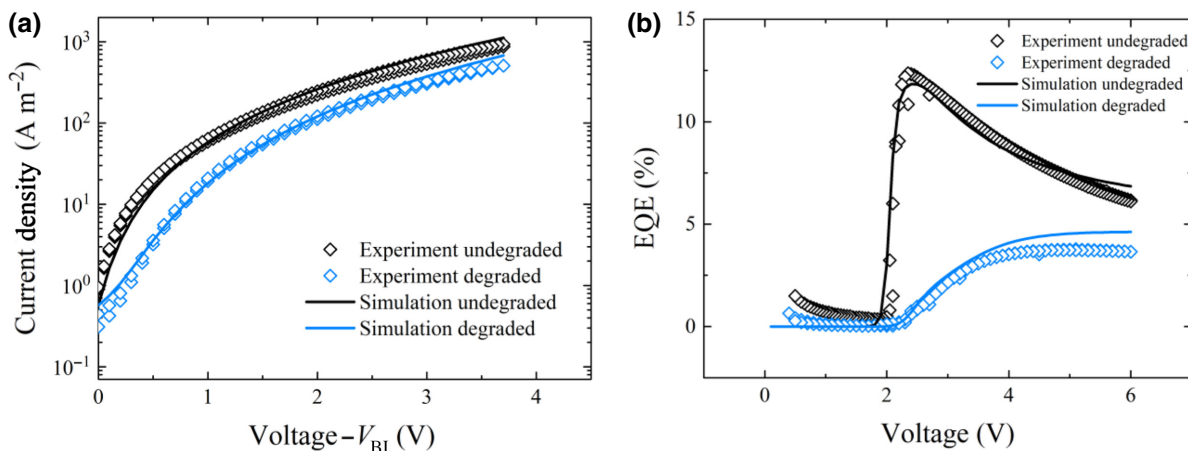 (a)
10³
10²
10¹
10⁰
10⁻¹
Current density (A m⁻²)
Experiment undegraded
Experiment degraded
Simulation undegraded
Simulation degraded
0 1 2 3 4
Voltage−V_BI (V)
(b)
15
10
5
0
EQE (%)
Experiment undegraded
Experiment degraded
Simulation undegraded
Simulation degraded
0 2 4 6
Voltage (V)